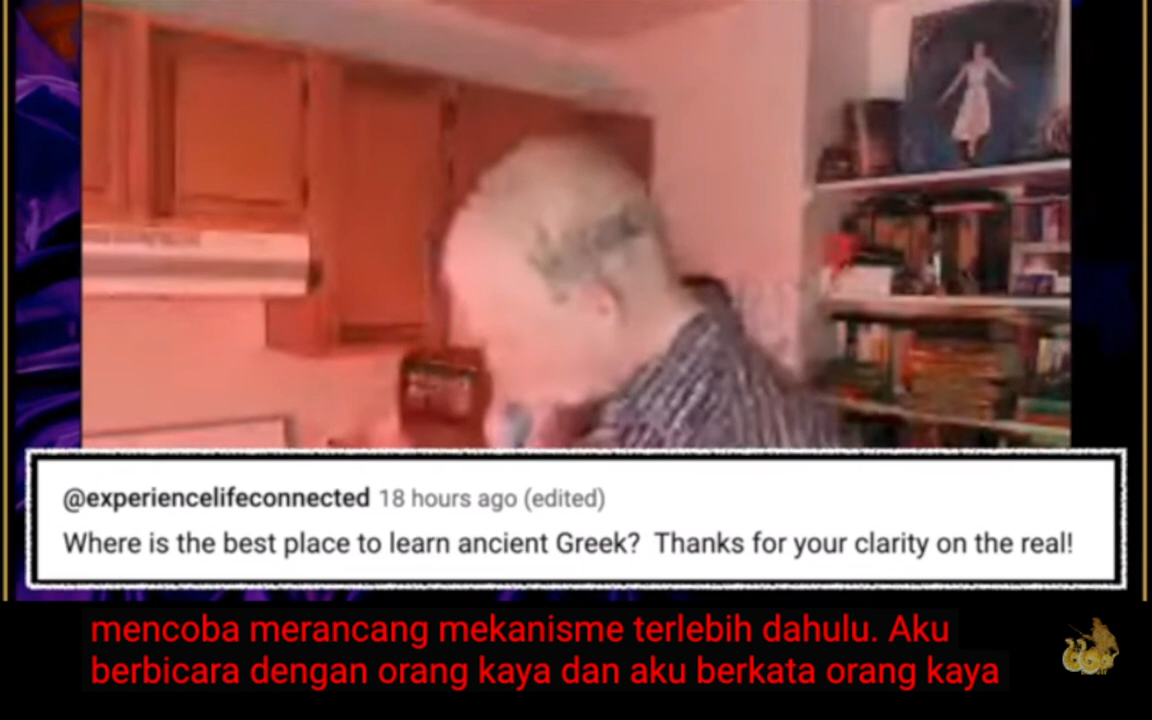 @experiencelifeconnected 18 hours ago (edited)
Where is the best place to learn ancient Greek?  Thanks for your clarity on the real!
mencoba merancang mekanisme terlebih dahulu. Aku
berbicara dengan orang kaya dan aku berkata orang kaya